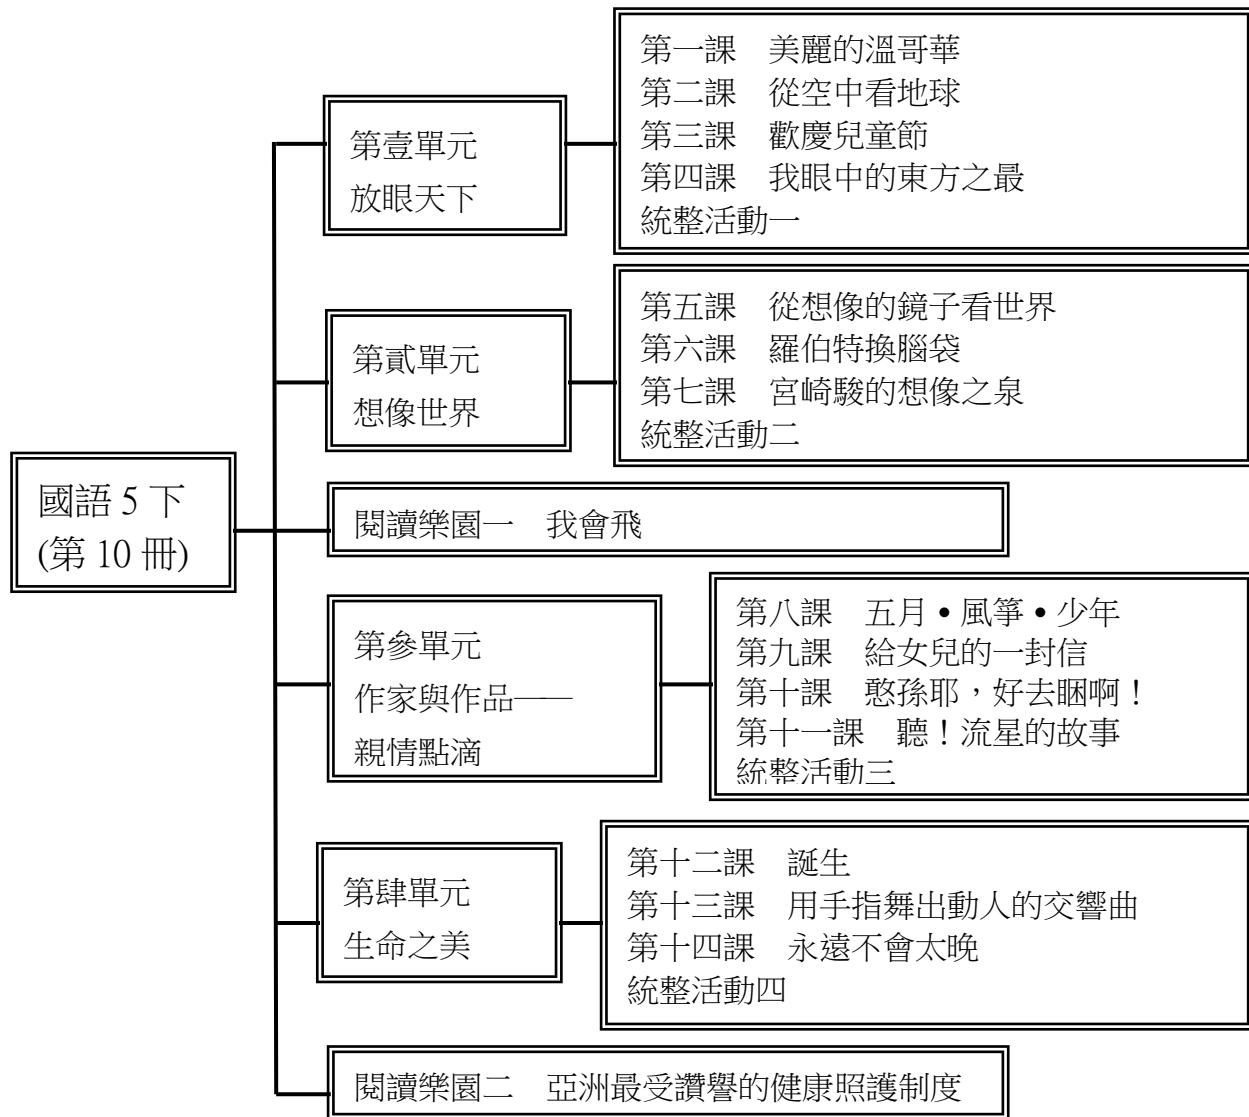 國語 5 下
(第 10 冊)
第壹單元
放眼天下
第一課　美麗的溫哥華
第二課　從空中看地球
第三課　歡慶兒童節
第四課　我眼中的東方之最
統整活動一
第貳單元
想像世界
第五課　從想像的鏡子看世界
第六課　羅伯特換腦袋
第七課　宮崎駿的想像之泉
統整活動二
閱讀樂園一　我會飛
第參單元
作家與作品——
親情點滴
第八課　五月•風箏•少年
第九課　給女兒的一封信
第十課　憨孫耶，好去睏啊！
第十一課　聽！流星的故事
統整活動三
第肆單元
生命之美
第十二課　誕生
第十三課　用手指舞出動人的交響曲
第十四課　永遠不會太晚
統整活動四
閱讀樂園二　亞洲最受讚譽的健康照護制度